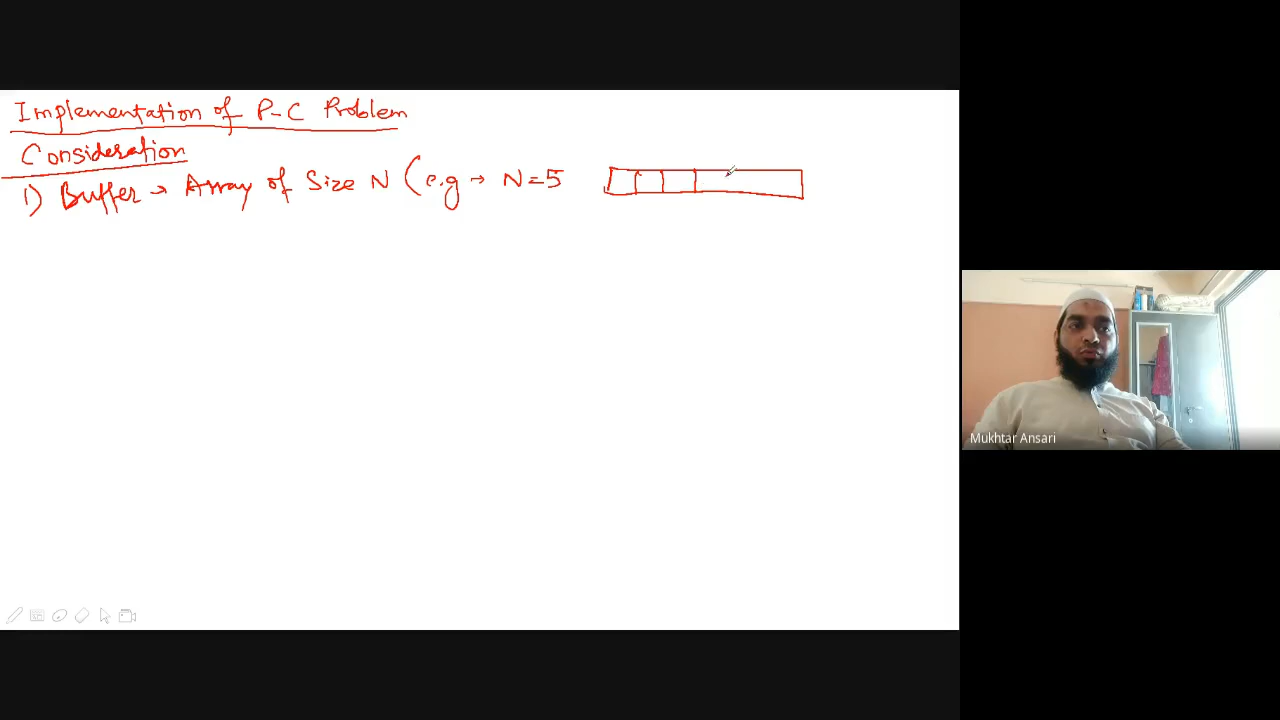 Implementation of P-C Problem
Consideration
1) Buffer → Array of Size N (e.g → N=5
Mukhtar Ansari